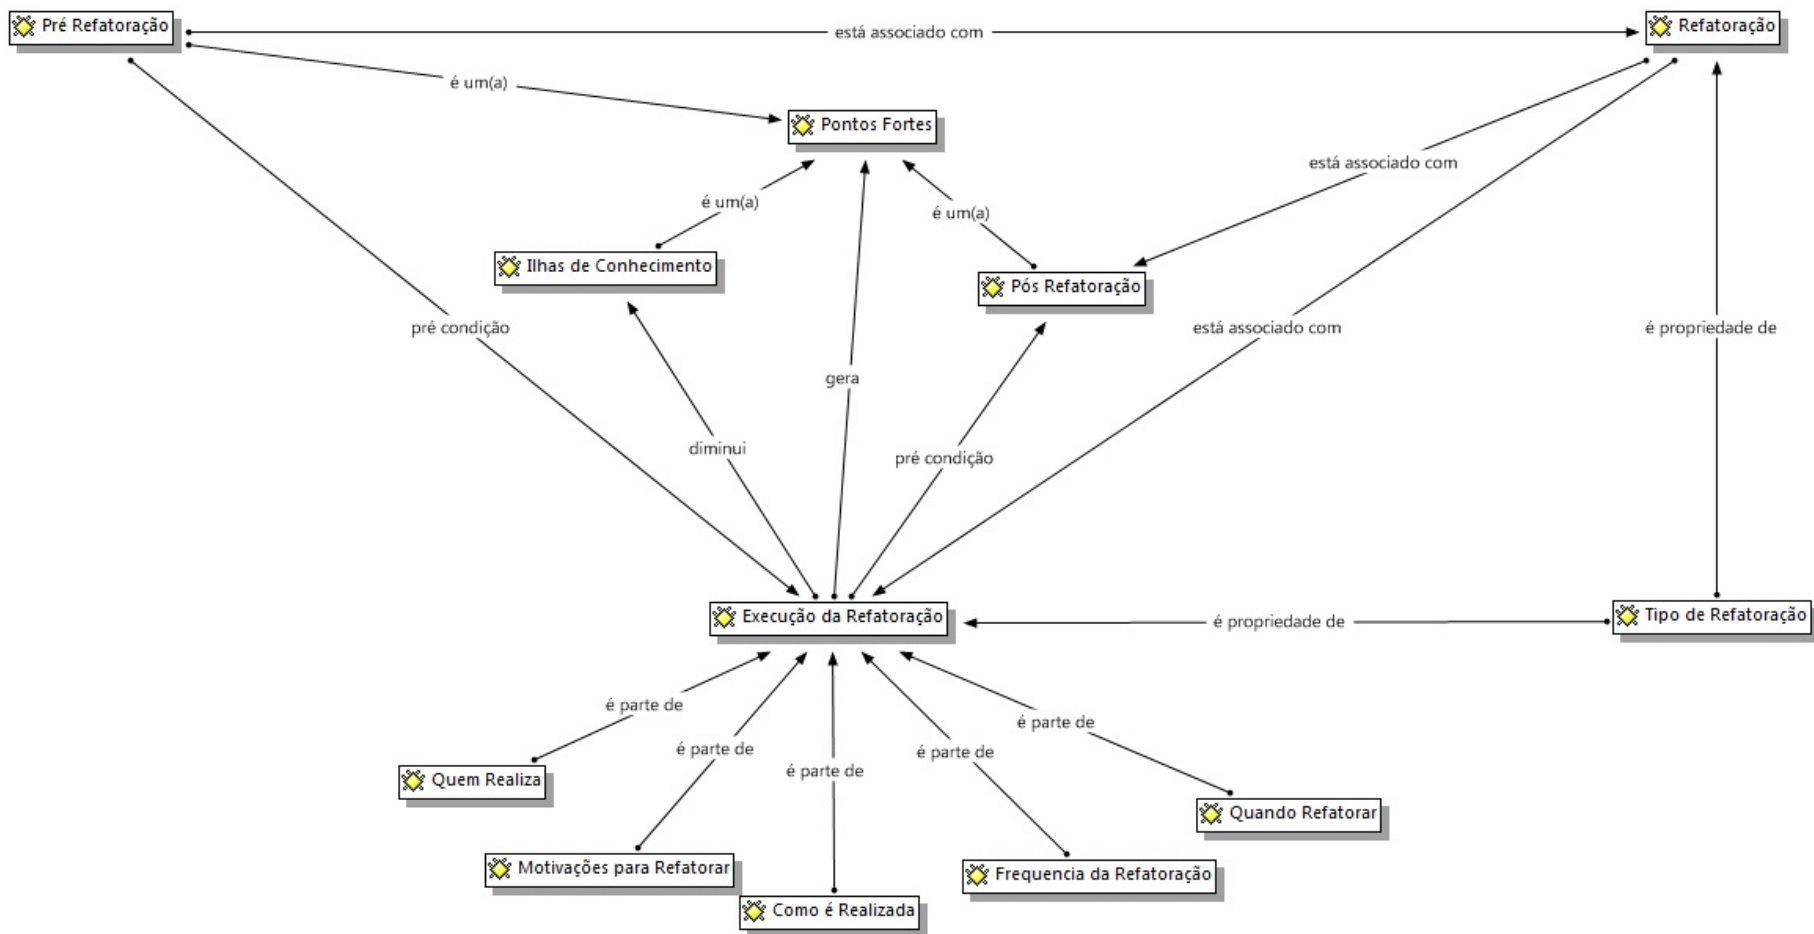 Pré Refatoração
está associado com
Refatoração
é um(a)
Pontos Fortes
está associado com
é um(a)
é um(a)
Ilhas de Conhecimento
Pós Refatoração
pré condição
está associado com
é propriedade de
gera
diminui
pré condição
Execução da Refatoração
é propriedade de
Tipo de Refatoração
é parte de
é parte de
é parte de
é parte de
é parte de
Quem Realiza
Quando Refatorar
Motivações para Refatorar
Frequencia da Refatoração
Como é Realizada